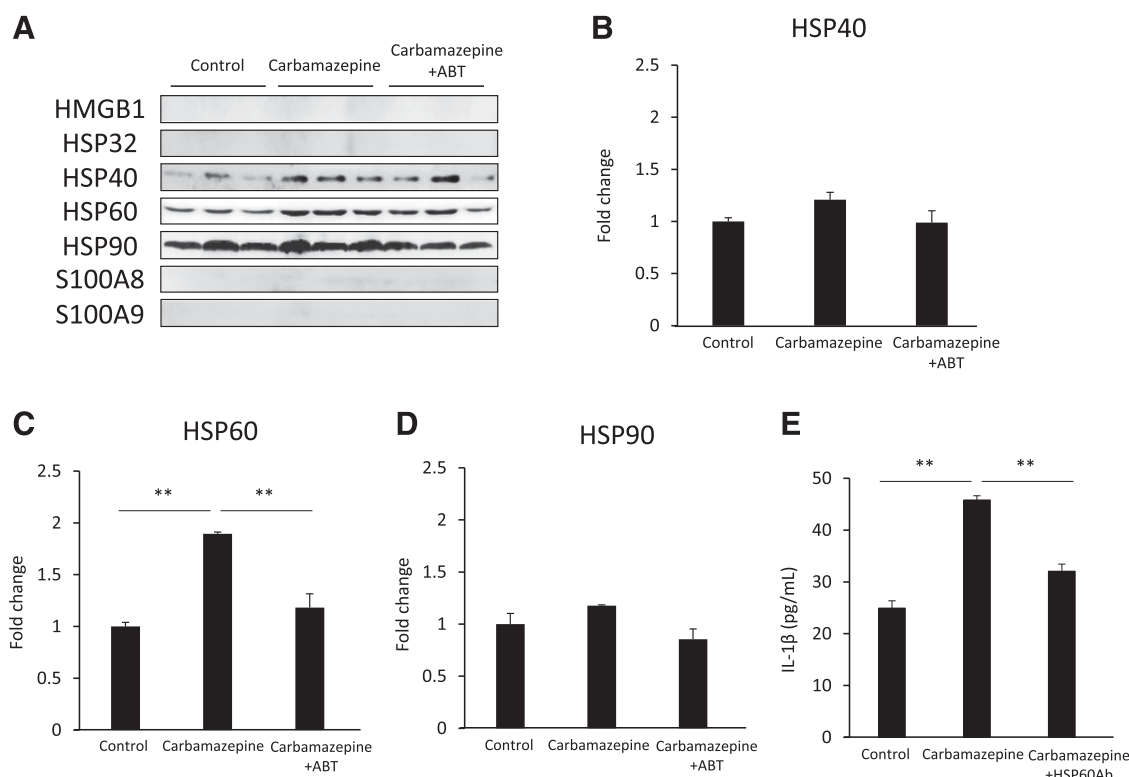 A
Control
Carbamazepine
Carbamazepine
+ABT
HMGB1
HSP32
HSP40
HSP60
HSP90
S100A8
S100A9
B
HSP40
Fold change
2.5
2
1.5
1
0.5
0
Control
Carbamazepine
Carbamazepine
+ABT
C
HSP60
Fold change
2.5
2
1.5
1
0.5
0
**
**
Control
Carbamazepine
Carbamazepine
+ABT
D
HSP90
Fold change
2.5
2
1.5
1
0.5
0
Control
Carbamazepine
Carbamazepine
+ABT
E
IL-1β (pg/mL)
50
40
30
20
10
0
**
**
Control
Carbamazepine
Carbamazepine
+HSP60Ab